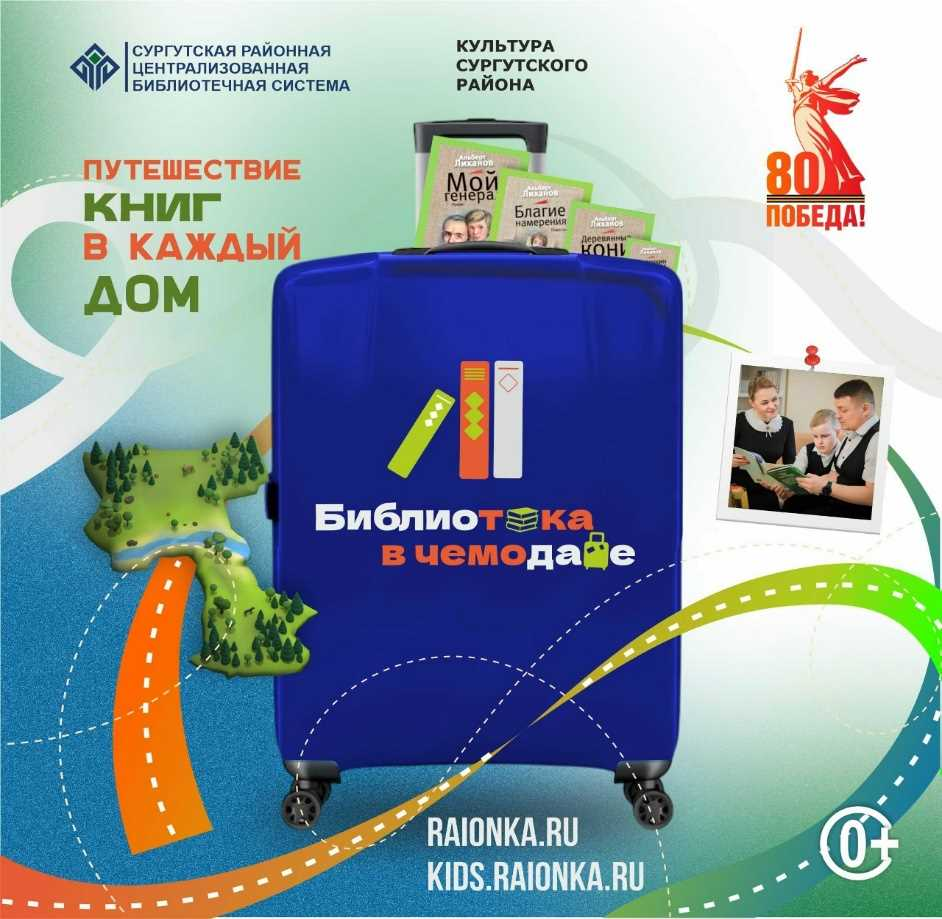 СУРГУТСКАЯ РАЙОННАЯ
ЦЕНТРАЛИЗОВАННАЯ
БИБЛИОТЕЧНАЯ СИСТЕМА
КУЛЬТУРА
СУРГУТСКОГО
РАЙОНА
80
ПОБЕДА!
ПУТЕШЕСТВИЕ
КНИГ
В КАЖДЫЙ
ДОМ
Альберт
Лиханов
Мой
генера
Альберт
Лиханов
Благие
намерения
Альберт
Лиханов
Деревянные
кони
Библиотека
в чемодане
RAIONKA.RU
KIDS.RAIONKA.RU
0+